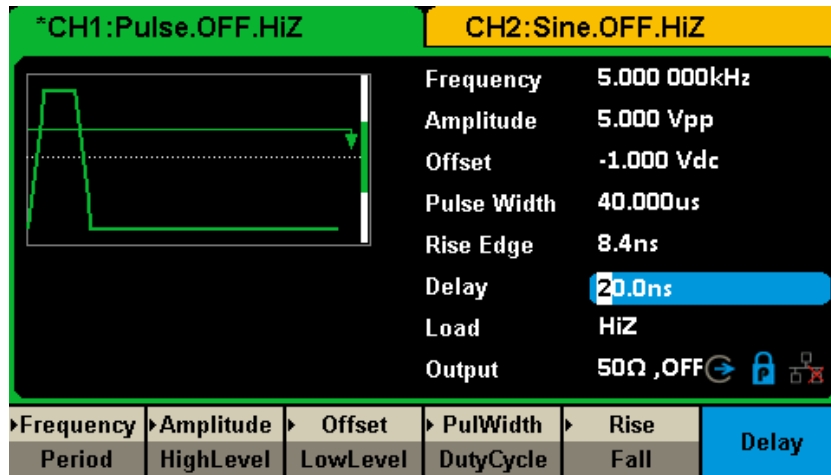 *CH1:Pulse.OFF.HiZ CH2:Sine.OFF.HiZ
Frequency 5.000 000kHz
Amplitude 5.000 Vpp
Offset -1.000 Vdc
Pulse Width 40.000us
Rise Edge 8.4ns
Delay 20.0ns
Load HiZ
Output 50Ω ,OFF P
Frequency Amplitude Offset PulWidth Rise Delay
Period HighLevel LowLevel DutyCycle Fall